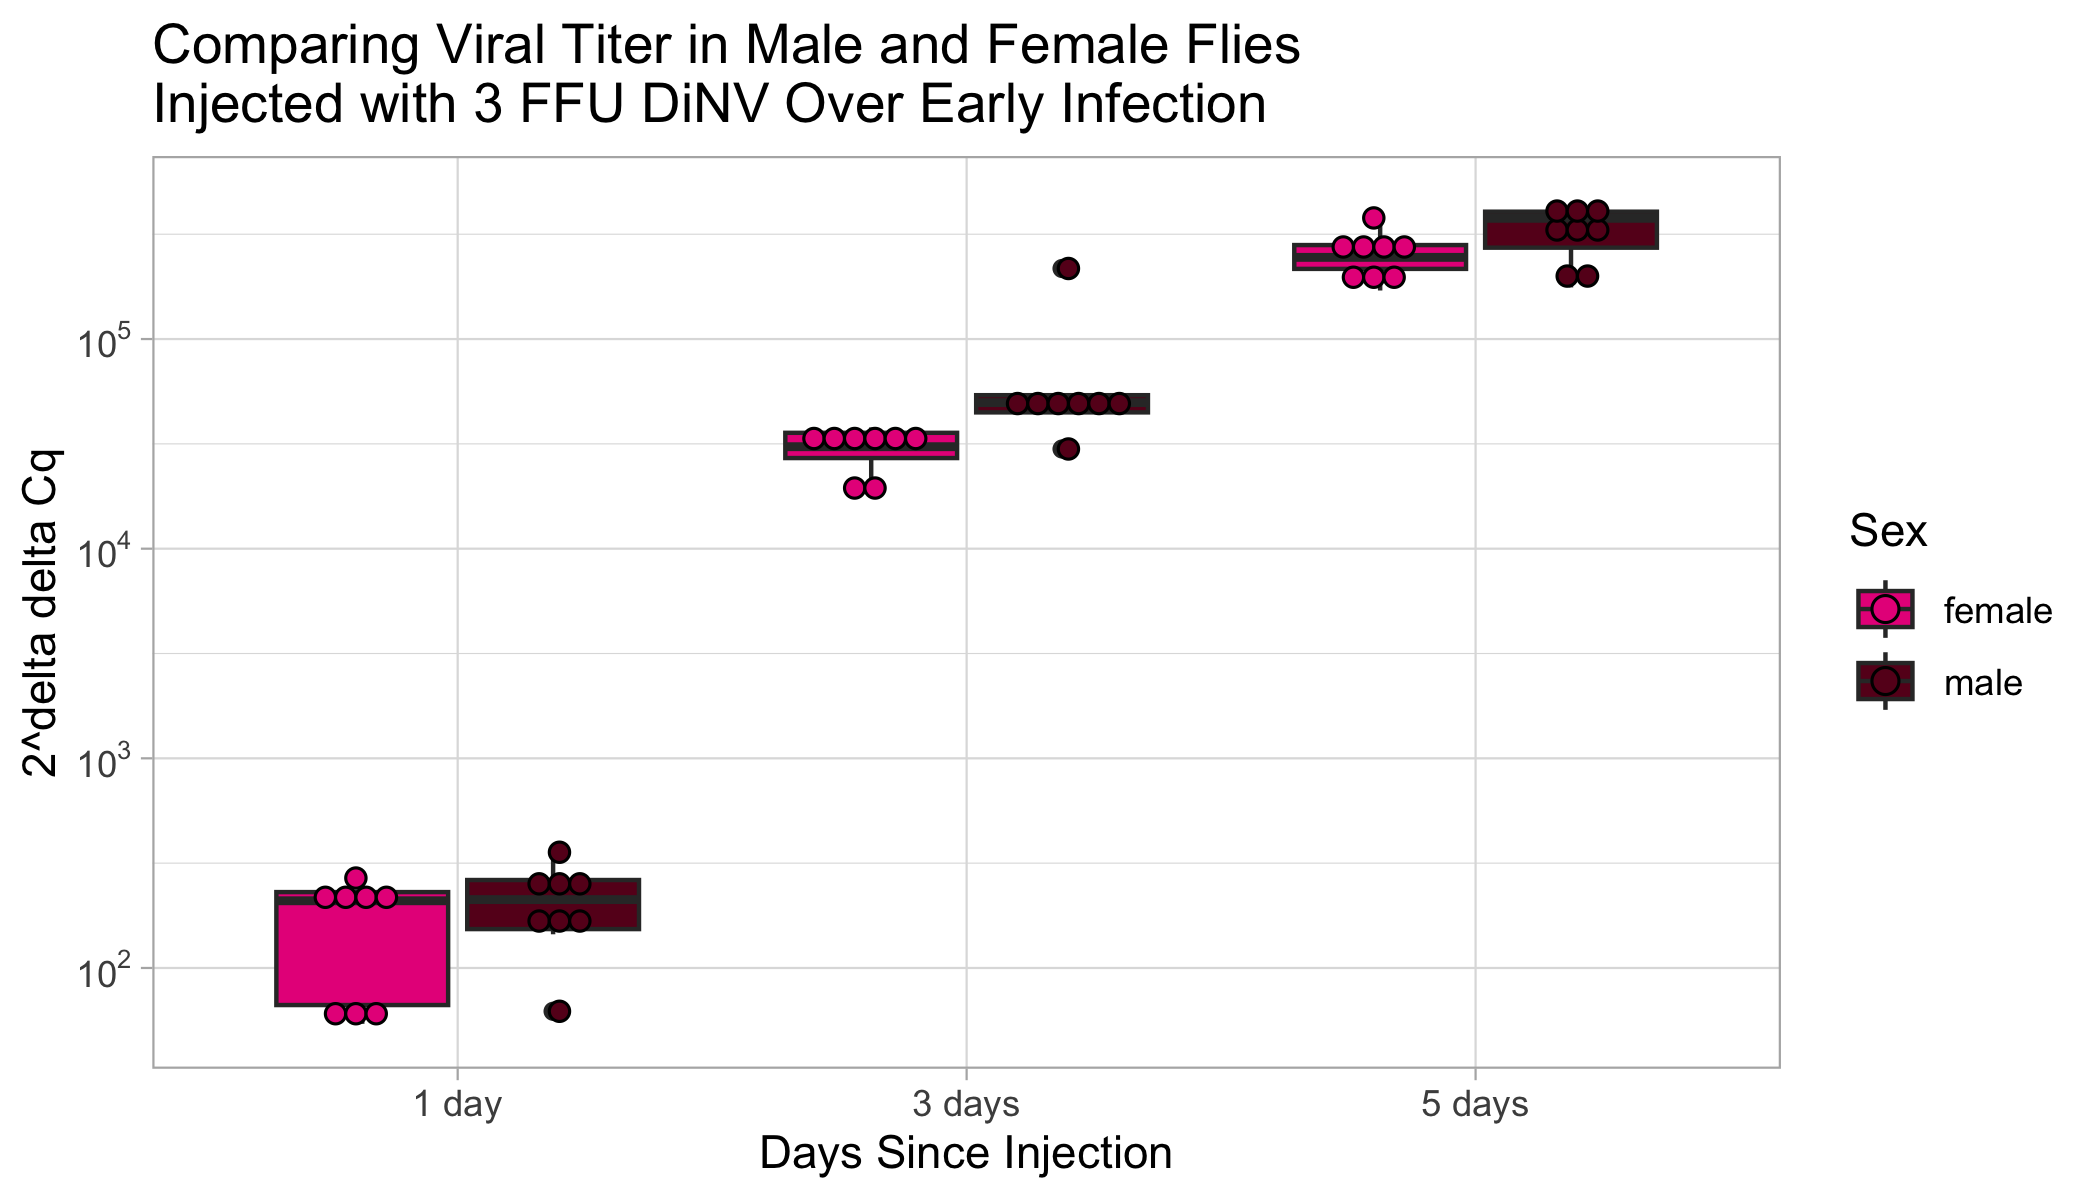 Comparing Viral Titer in Male and Female Flies
Injected with 3 FFU DiNV Over Early Infection
2^delta delta Cq
10^5
10^4
10^3
10^2
1 day
3 days
5 days
Days Since Injection
Sex
female
male